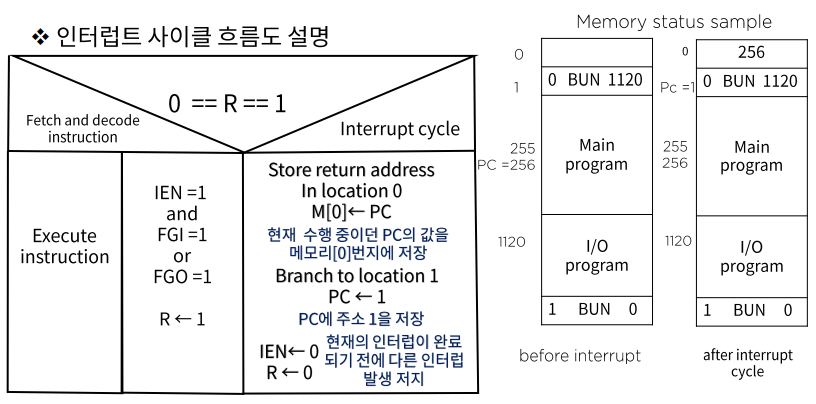 ❖ 인터럽트 사이클 흐름도 설명
0 == R == 1
Fetch and decode
instruction
Interrupt cycle
Execute
instruction
IEN =1
and
FGI =1
or
FGO =1
R ← 1
Store return address
In location 0
M[0]← PC
현재 수행 중이던 PC의 값을
메모리[0]번지에 저장
Branch to location 1
PC ← 1
PC에 주소 1을 저장
IEN← 0
R ← 0
현재의 인터럽이 완료
되기 전에 다른 인터럽
발생 저지
Memory status sample
0
1
0 BUN 1120
255
PC =256
Main
program
1120
I/O
program
1 BUN 0
before interrupt
0
256
Pc =1
0 BUN 1120
255
256
Main
program
1120
I/O
program
1 BUN 0
after interrupt
cycle